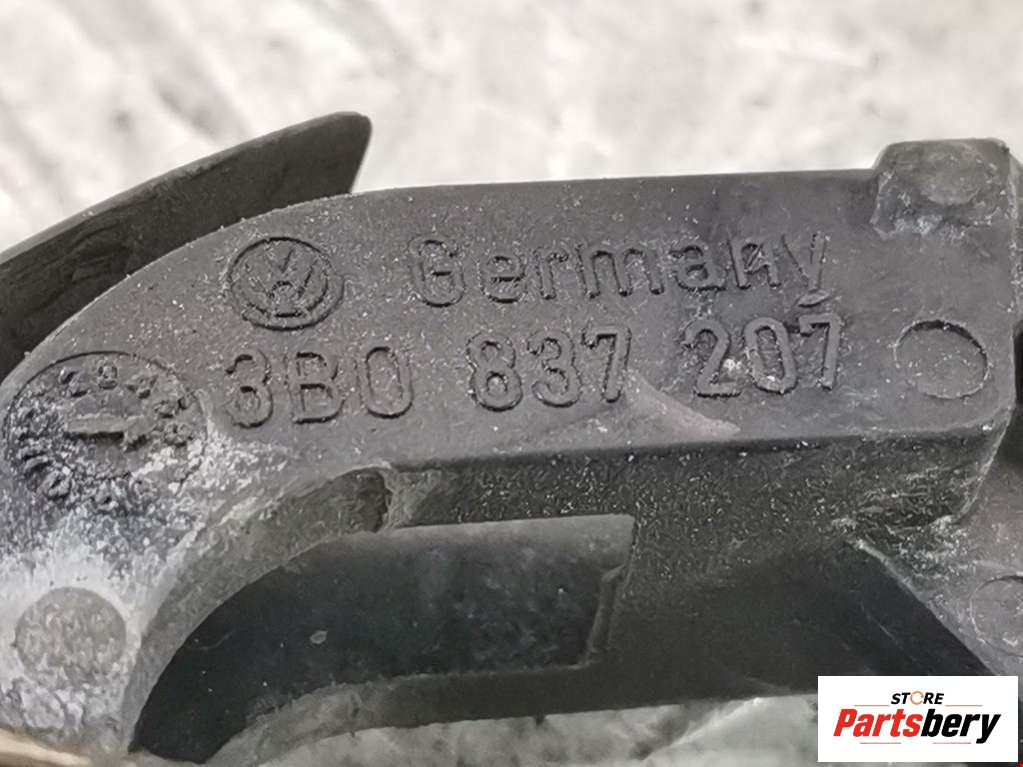 Germany
3B0 837 207
STORE
Partsbery